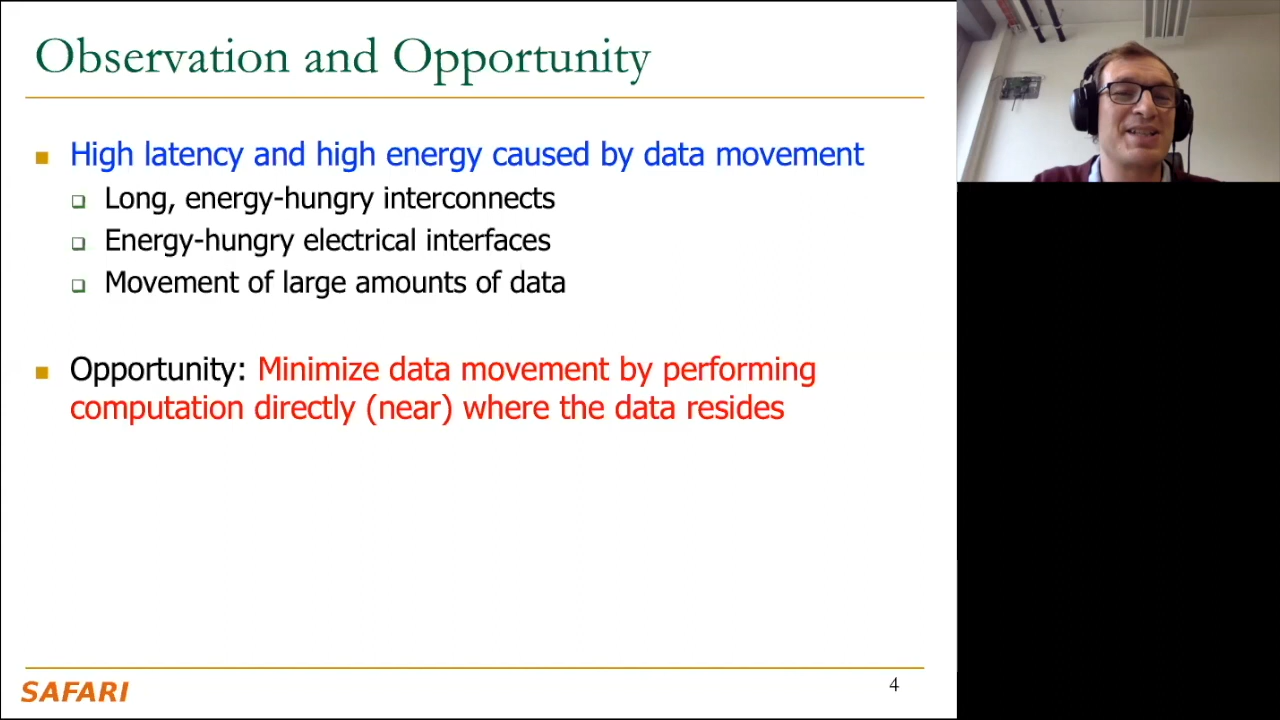 Observation and Opportunity
High latency and high energy caused by data movement
Long, energy-hungry interconnects
Energy-hungry electrical interfaces
Movement of large amounts of data
Opportunity: Minimize data movement by performing
computation directly (near) where the data resides
SAFARI
4